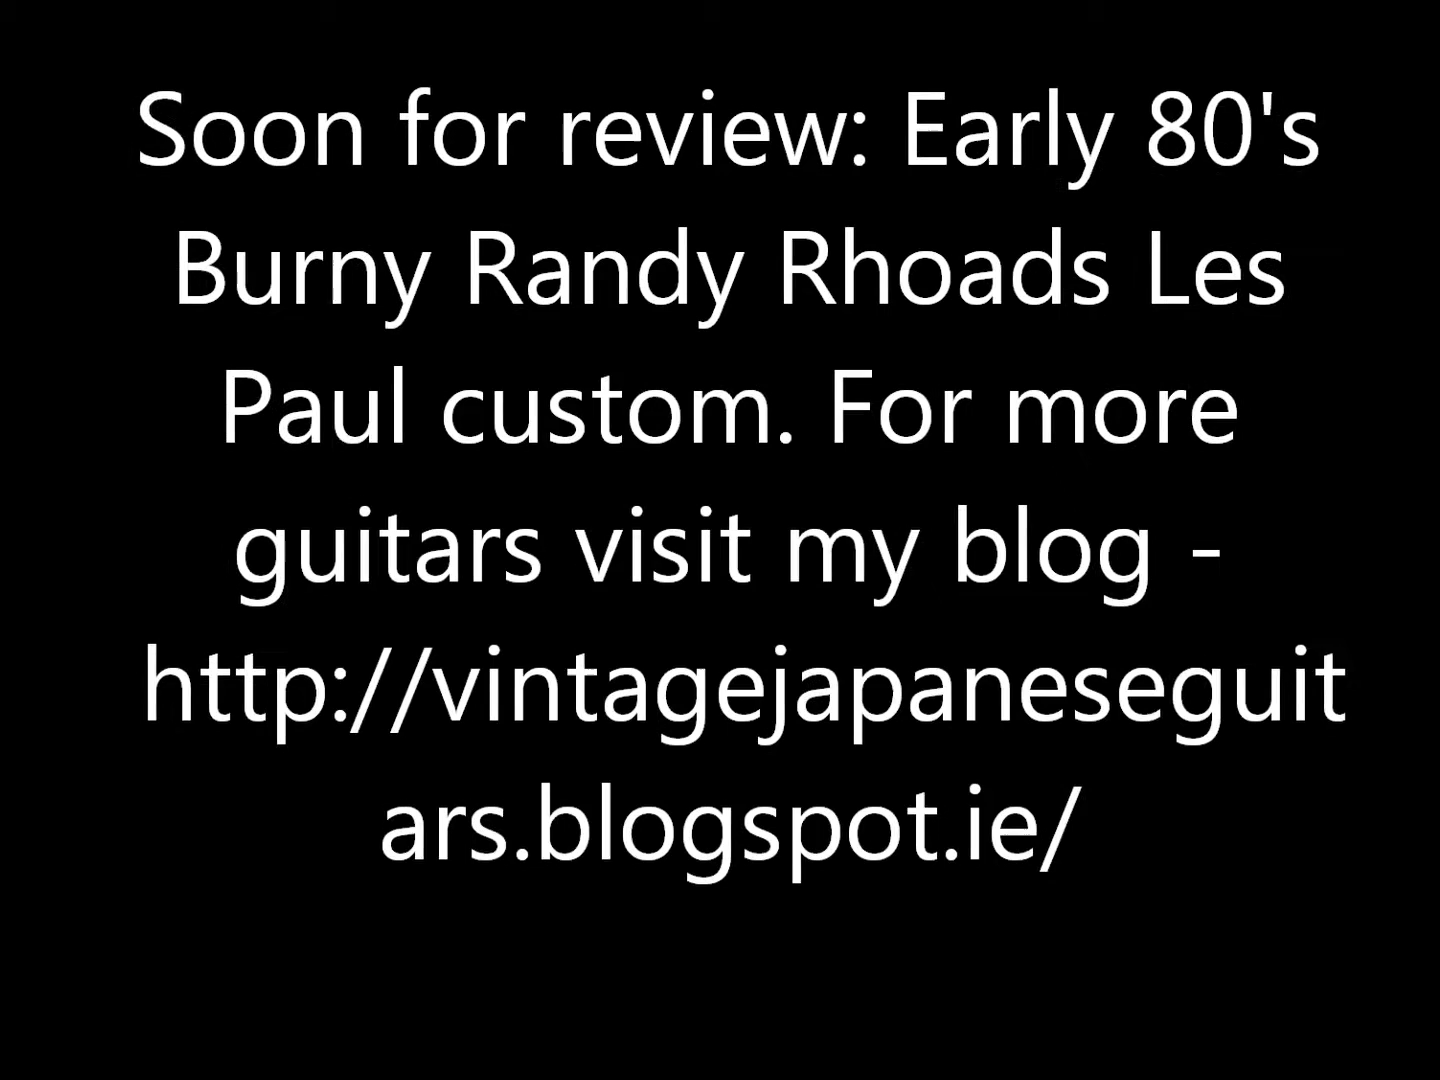 Soon for review: Early 80's
Burny Randy Rhoads Les
Paul custom. For more
guitars visit my blog -
http://vintagejapaneseguit
ars.blogspot.ie/